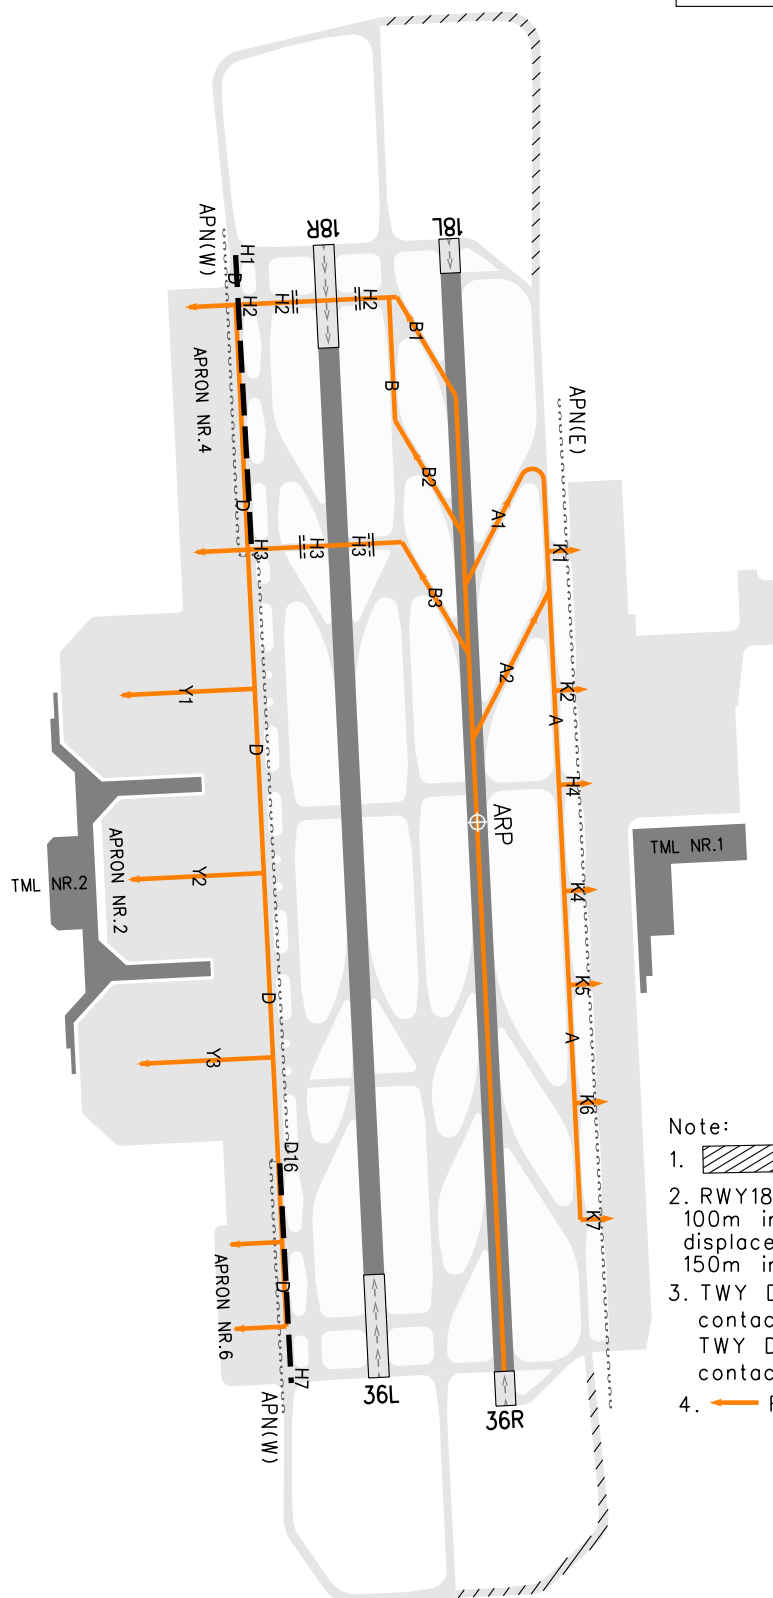 18R
18L
APN(W)
H1
D
H2
H2
H2
B1
APRON NR.4
B
APN(E)
B2
D
A1
H3
H3
H3
K1
B3
A2
K2
Y1
A
D
H4
ARP
TML NR.1
TML NR.2
APRON NR.2
Y2
K4
K5
D
A
Y3
K6
D16
K7
APRON NR.6
D
H7
36L
36R
APN(W)
Note:
1.
2. RWY18
100m in
displace
150m in
3. TWY D
contac
TWY D
contac
4.